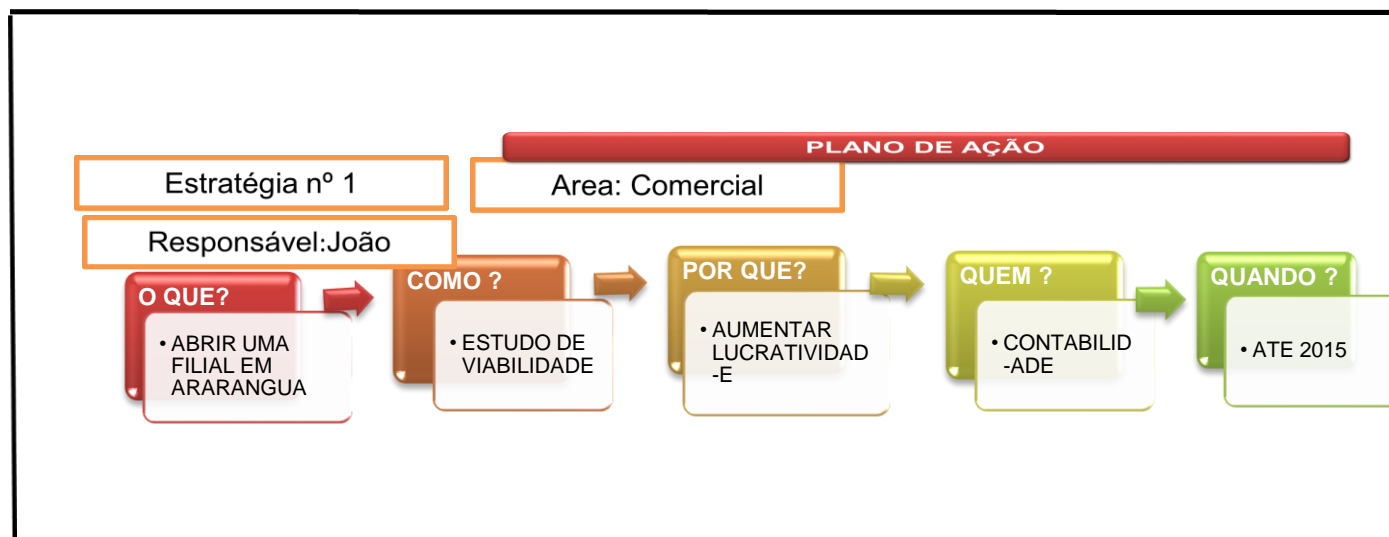 PLANO DE AÇÃO
Estratégia nº 1
Area: Comercial
Responsável:João
O QUE?
• ABRIR UMA
FILIAL EM
ARARANGUA
COMO ?
• ESTUDO DE
VIABILIDADE
POR QUE?
• AUMENTAR
LUCRATIVIDAD
-E
QUEM ?
• CONTABILID
-ADE
QUANDO ?
• ATE 2015